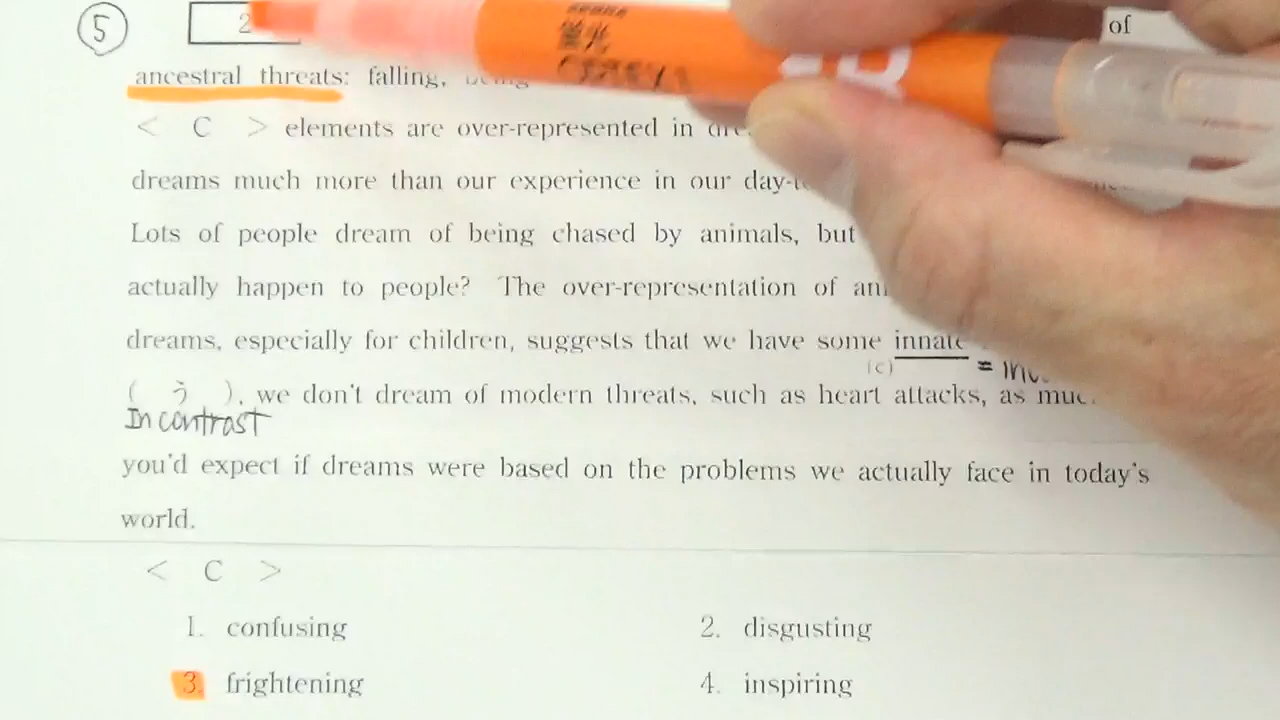 ⑤ 2 of
ancestral threats: falling, being
< C > elements are over-represented in
dreams much more than our experience in our
Lots of people dream of being chased by animals, but
actually happen to people? The over-representation of
dreams, especially for children, suggests that we have some innate
(c) =
( う ), we don't dream of modern threats, such as heart attacks, as
In contrast
you'd expect if dreams were based on the problems we actually face in today's
world.
< C >
1. confusing 2. disgusting
3. frightening 4. inspiring
蛍光